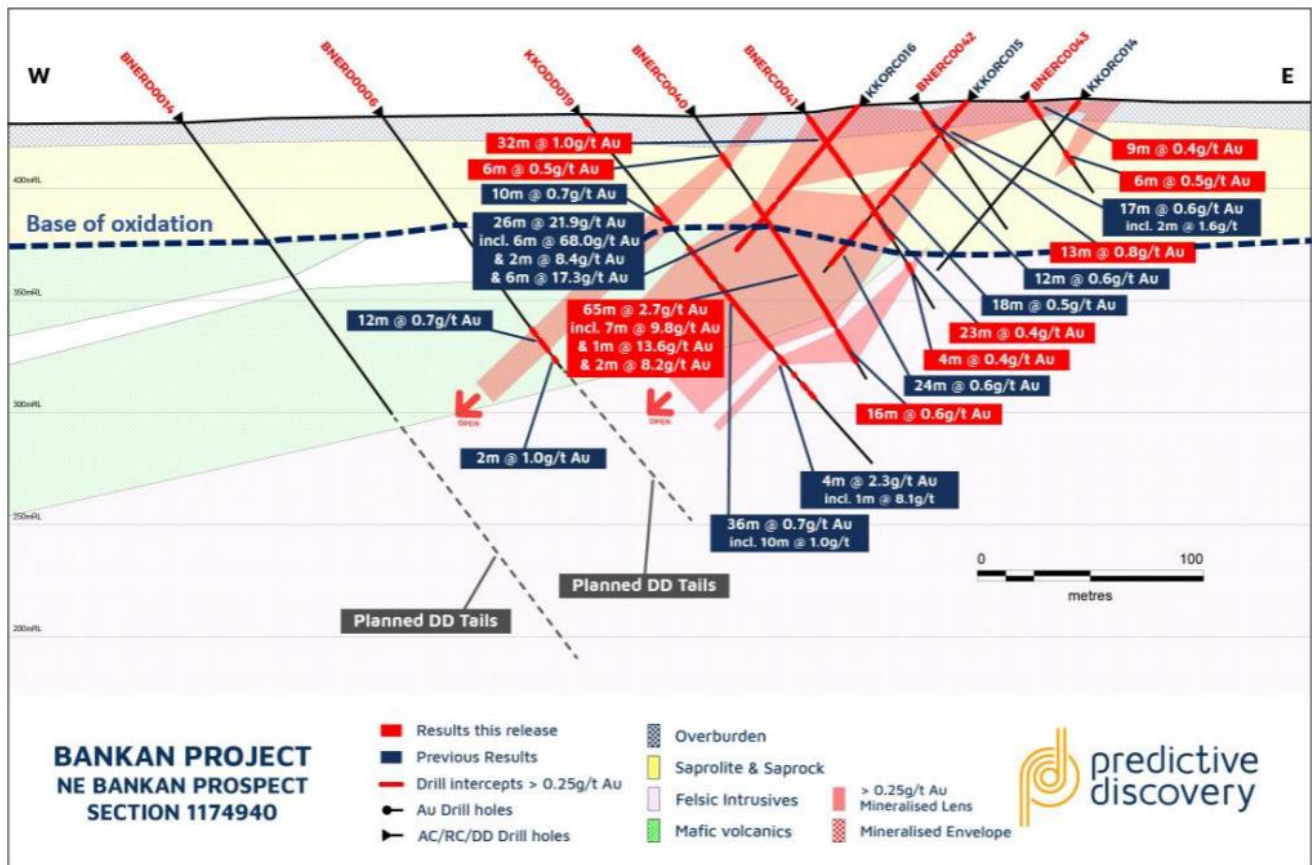 W
E
BNERD0014
BNERD0006
KKODD019
BNERC0040
BNERC0041
KKORC016
BNERC0042
KKORC015
BNERC0043
KKORC014
400mRL
350mRL
300mRL
250mRL
200mRL
Base of oxidation
32m @ 1.0g/t Au
6m @ 0.5g/t Au
10m @ 0.7g/t Au
26m @ 21.9g/t Au
incl. 6m @ 68.0g/t Au
& 2m @ 8.4g/t Au
& 6m @ 17.3g/t Au
65m @ 2.7g/t Au
incl. 7m @ 9.8g/t Au
& 1m @ 13.6g/t Au
& 2m @ 8.2g/t Au
12m @ 0.7g/t Au
2m @ 1.0g/t Au
OPEN
OPEN
9m @ 0.4g/t Au
6m @ 0.5g/t Au
17m @ 0.6g/t Au
incl. 2m @ 1.6g/t
13m @ 0.8g/t Au
12m @ 0.6g/t Au
18m @ 0.5g/t Au
23m @ 0.4g/t Au
4m @ 0.4g/t Au
24m @ 0.6g/t Au
16m @ 0.6g/t Au
4m @ 2.3g/t Au
incl. 1m @ 8.1g/t
36m @ 0.7g/t Au
incl. 10m @ 1.0g/t
Planned DD Tails
Planned DD Tails
0
100
metres
BANKAN PROJECT
NE BANKAN PROSPECT
SECTION 1174940
Results this release
Previous Results
Drill intercepts > 0.25g/t Au
Au Drill holes
AC/RC/DD Drill holes
Overburden
Saprolite & Saprock
Felsic Intrusives
Mafic volcanics
> 0.25g/t Au
Mineralised Lens
Mineralised Envelope
predictive
discovery